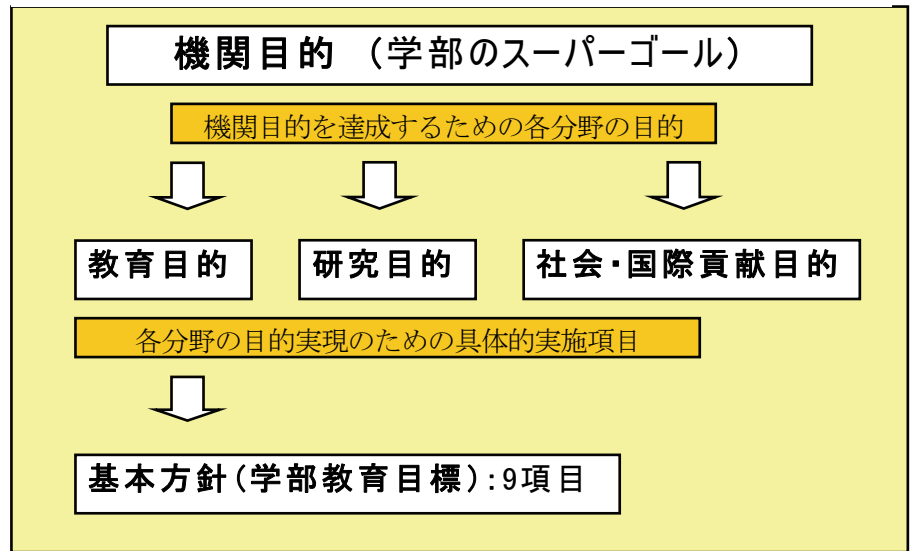 機関目的 (学部のスーパーゴール)
機関目的を達成するための各分野の目的
教育目的 研究目的 社会・国際貢献目的
各分野の目的実現のための具体的実施項目
基本方針(学部教育目標):9項目